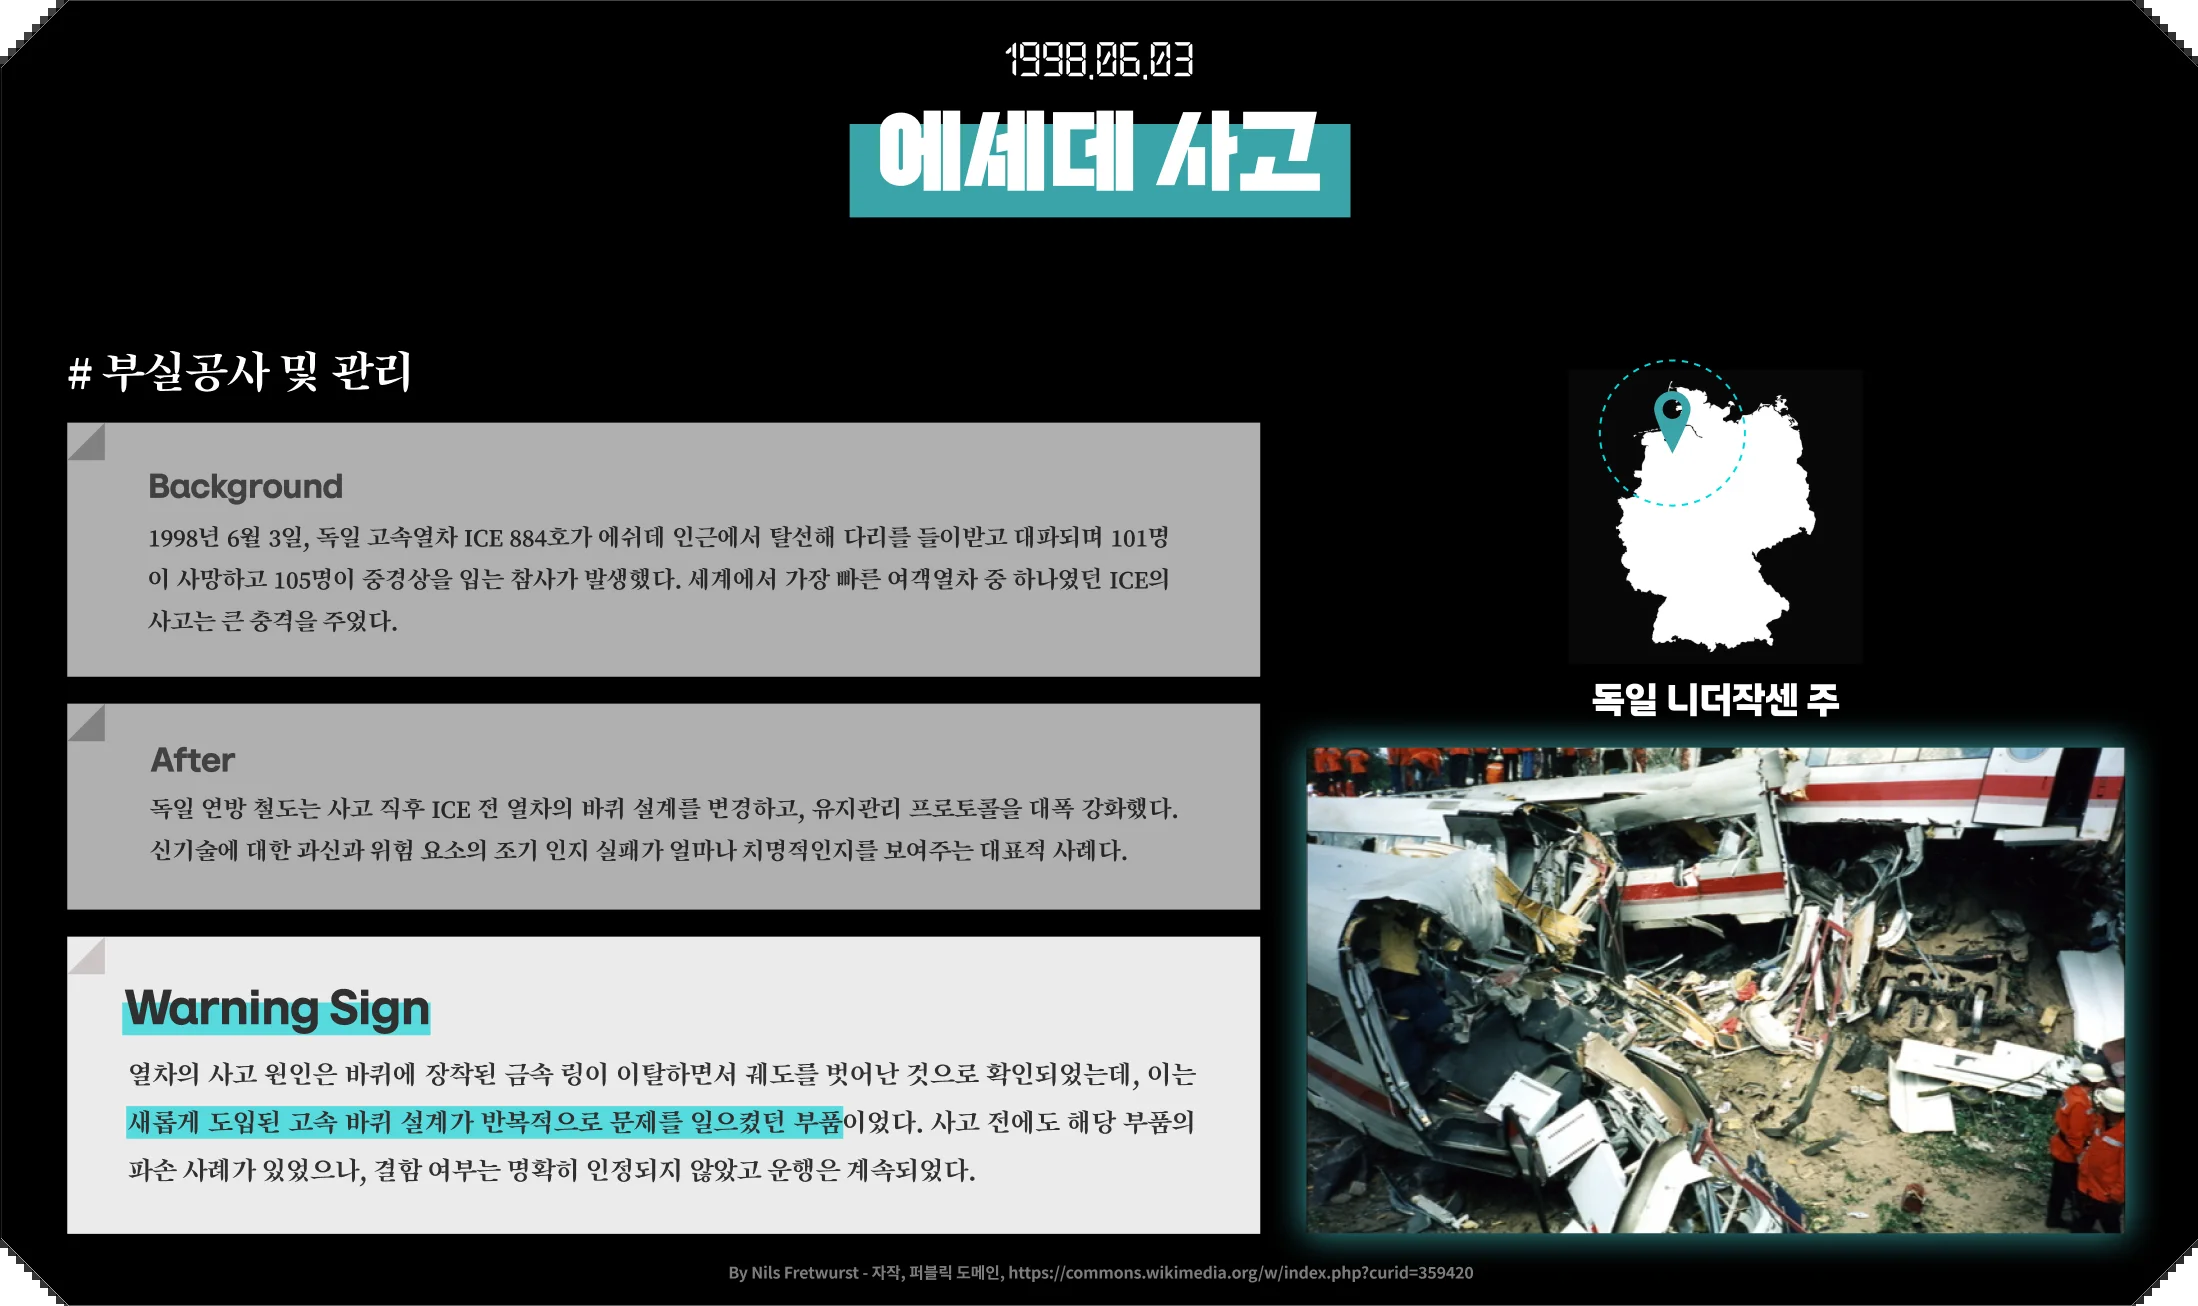 1998.06.03
에세데 사고
# 부실공사 및 관리
Background
1998년 6월 3일, 독일 고속열차 ICE 884호가 에쉬데 인근에서 탈선해 다리를 들이받고 대파되며 101명
이 사망하고 105명이 중경상을 입는 참사가 발생했다. 세계에서 가장 빠른 여객열차 중 하나였던 ICE의
사고는 큰 충격을 주었다.
After
독일 연방 철도는 사고 직후 ICE 전 열차의 바퀴 설계를 변경하고, 유지관리 프로토콜을 대폭 강화했다.
신기술에 대한 과신과 위험 요소의 조기 인지 실패가 얼마나 치명적인지를 보여주는 대표적 사례다.
Warning Sign
열차의 사고 원인은 바퀴에 장착된 금속 링이 이탈하면서 궤도를 벗어난 것으로 확인되었는데, 이는
새롭게 도입된 고속 바퀴 설계가 반복적으로 문제를 일으켰던 부품이었다. 사고 전에도 해당 부품의
파손 사례가 있었으나, 결함 여부는 명확히 인정되지 않았고 운행은 계속되었다.
독일 니더작센 주
By Nils Fretwurst - 자작, 퍼블릭 도메인, https://commons.wikimedia.org/w/index.php?curid=359420